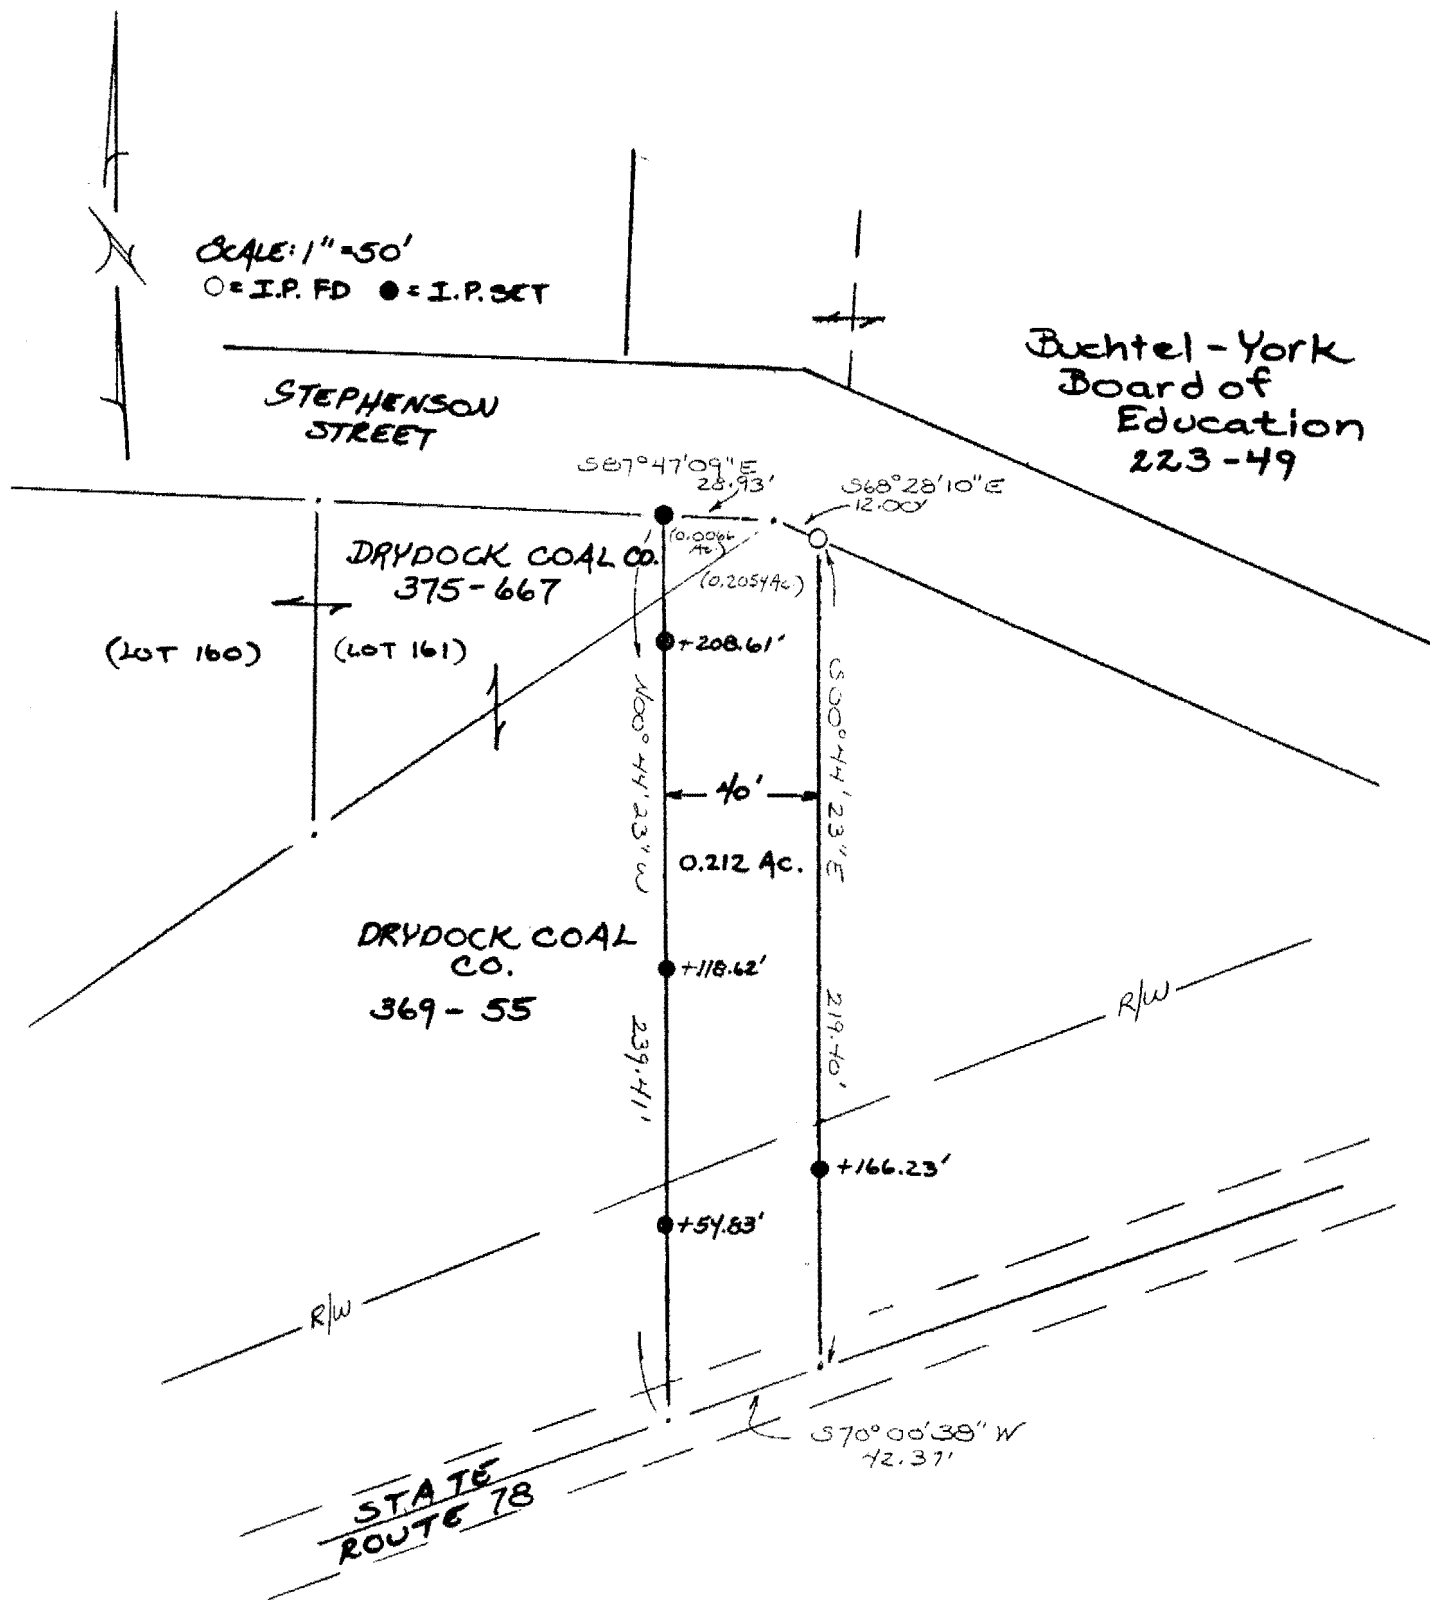 SCALE: 1" = 50'
○ = I.P. FD ● = I.P. SET
Buchtel - York
Board of
Education
223-49
STEPHENSON
STREET
S87°47'09"E
28.93'
S68°28'10"E
12.00'
(0.0066
Ac.)
(0.2054 Ac.)
DRYDOCK COAL CO.
375-667
(LOT 160)
(LOT 161)
+208.61'
N00°44'23"W
239.41'
S00°44'23"E
219.40'
40'
0.212 Ac.
DRYDOCK COAL
CO.
369-55
+118.62'
R/W
+166.23'
+54.83'
R/W
S70°00'38"W
42.37'
STATE
ROUTE 78